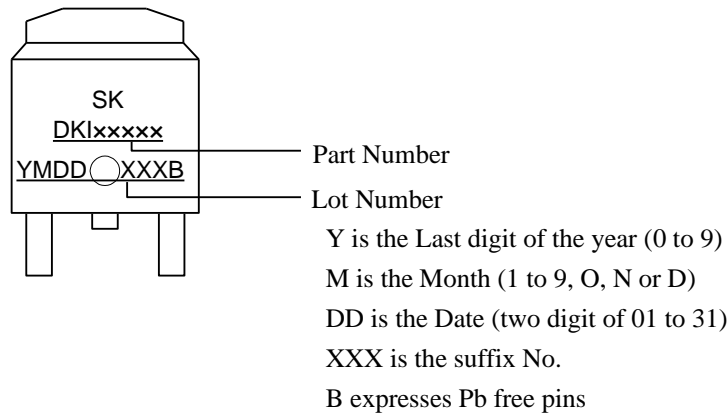 SK
DKI×××××
YMDD XXXB
Part Number
Lot Number
Y is the Last digit of the year (0 to 9)
M is the Month (1 to 9, O, N or D)
DD is the Date (two digit of 01 to 31)
XXX is the suffix No.
B expresses Pb free pins